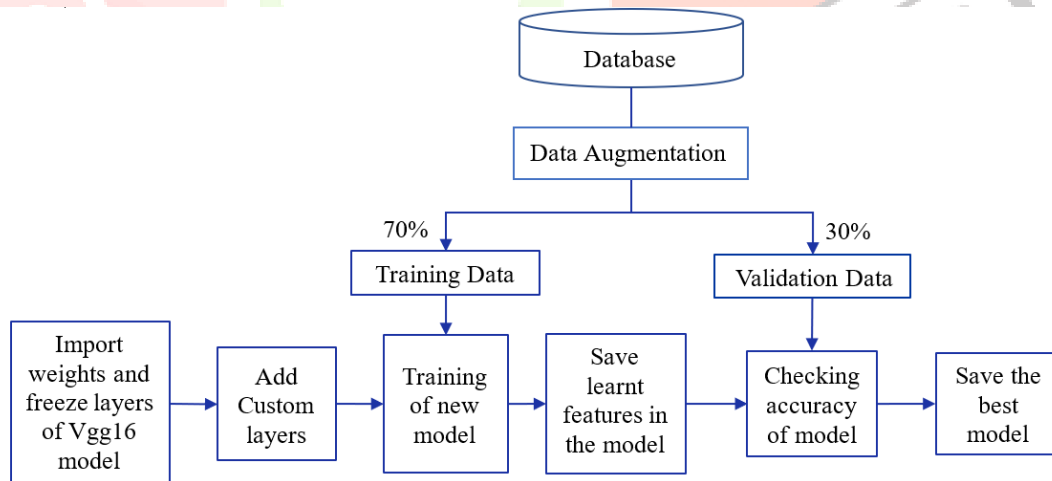 Database
Data Augmentation
70%
30%
Training Data
Validation Data
Import
weights and
freeze layers
of Vgg16
model
Add
Custom
layers
Training
of new
model
Save
learnt
features in
the model
Checking
accuracy
of model
Save the
best
model